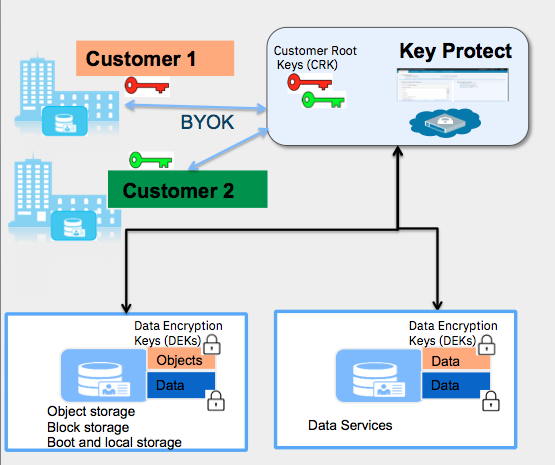 Customer 1
Customer Root
Keys (CRK)
Key Protect
BYOK
Customer 2
Data Encryption
Keys (DEKs)
Objects
Data
Object storage
Block storage
Boot and local storage
Data Encryption
Keys (DEKs)
Data
Data
Data Services